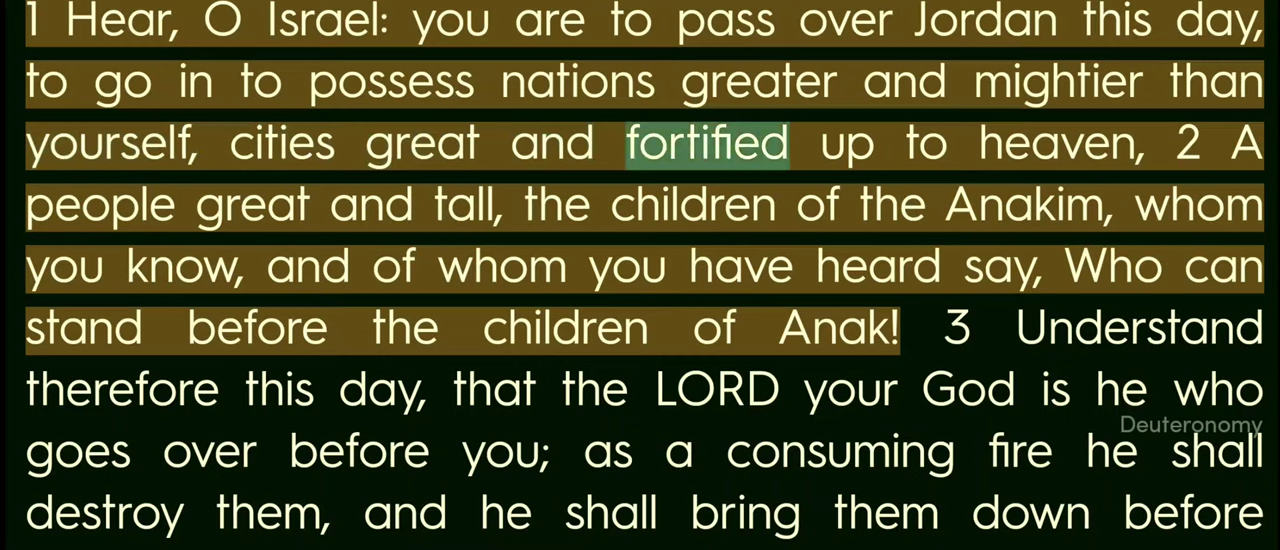 1 Hear, O Israel: you are to pass over Jordan this day,
to go in to possess nations greater and mightier than
yourself, cities great and fortified up to heaven, 2 A
people great and tall, the children of the Anakim, whom
you know, and of whom you have heard say, Who can
stand before the children of Anak! 3 Understand
therefore this day, that the LORD your God is he who
Deuteronomy
goes over before you; as a consuming fire he shall
destroy them, and he shall bring them down before